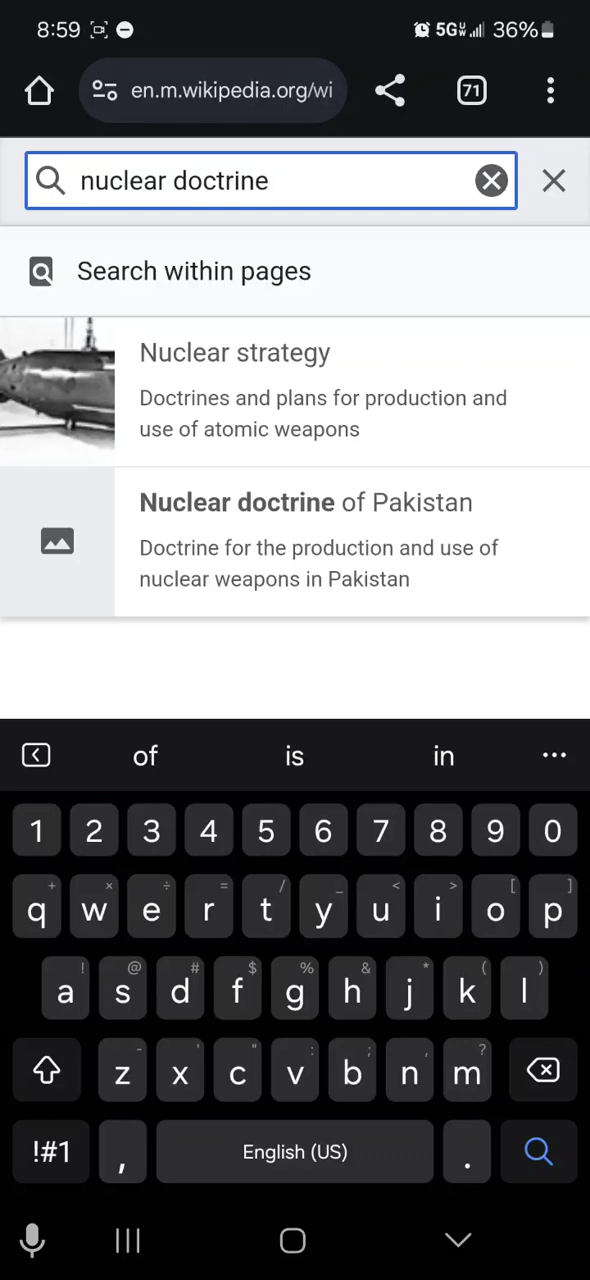 8:59 5G 36%
en.m.wikipedia.org/wi 71
nuclear doctrine
Search within pages
Nuclear strategy
Doctrines and plans for production and
use of atomic weapons
Nuclear doctrine of Pakistan
Doctrine for the production and use of
nuclear weapons in Pakistan
of is in ...
1 2 3 4 5 6 7 8 9 0
+ × ÷ = / _ < > [ ]
q w e r t y u i o p
! @ # $ % & * ( )
a s d f g h j k l
- ' " : ; , ?
z x c v b n m
!#1 , English (US) .